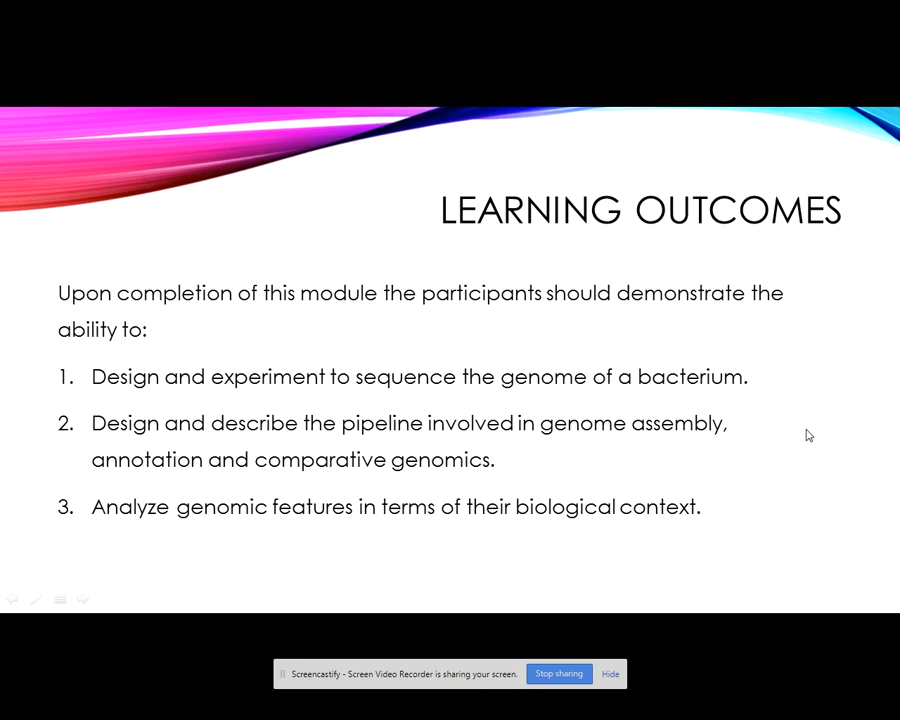 LEARNING OUTCOMES
Upon completion of this module the participants should demonstrate the
ability to:
1. Design and experiment to sequence the genome of a bacterium.
2. Design and describe the pipeline involved in genome assembly,
annotation and comparative genomics.
3. Analyze genomic features in terms of their biological context.
Screencastify - Screen Video Recorder is sharing your screen. Stop sharing Hide